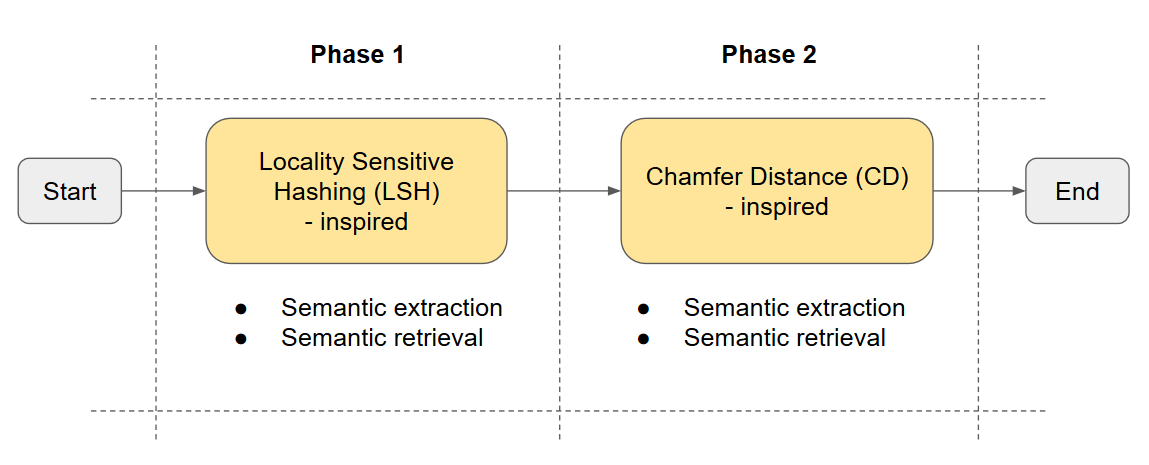 Phase 1
Phase 2
Start
Locality Sensitive
Hashing (LSH)
- inspired
Chamfer Distance (CD)
- inspired
End
● Semantic extraction
● Semantic retrieval
● Semantic extraction
● Semantic retrieval